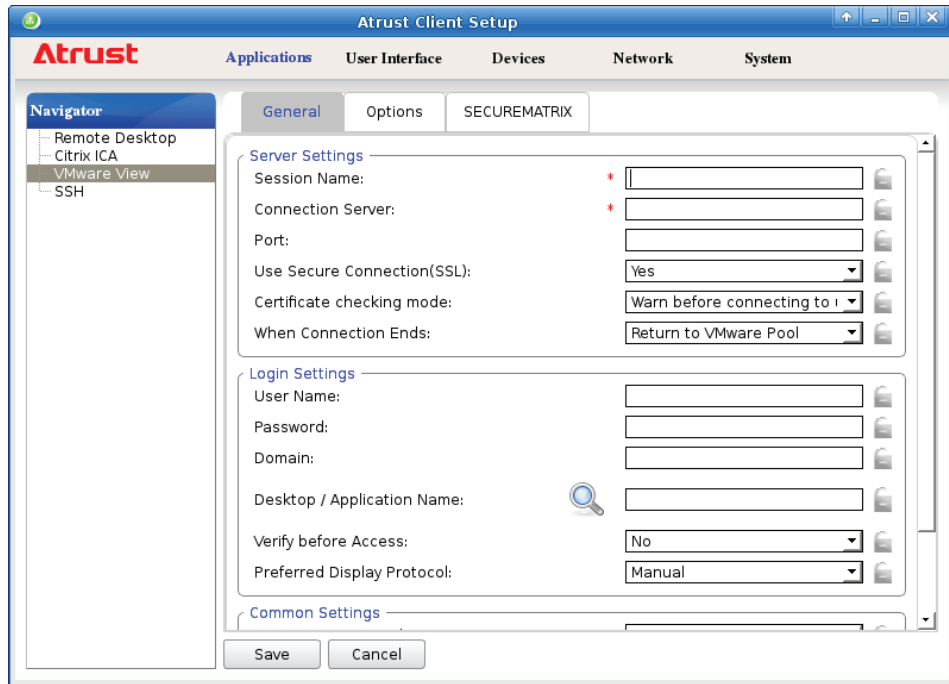 Atrust Client Setup
Atrust
Applications User Interface Devices Network System
Navigator
Remote Desktop
Citrix ICA
VMware View
SSH
General Options SECUREMATRIX
Server Settings
Session Name: *
Connection Server: *
Port:
Use Secure Connection(SSL): Yes
Certificate checking mode: Warn before connecting to
When Connection Ends: Return to VMware Pool
Login Settings
User Name:
Password:
Domain:
Desktop / Application Name:
Verify before Access: No
Preferred Display Protocol: Manual
Common Settings
Save Cancel